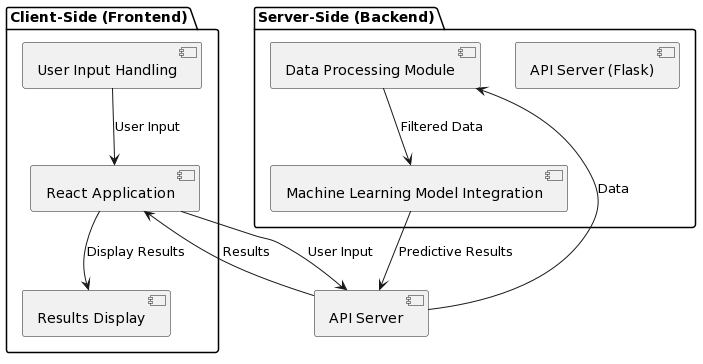 Client-Side (Frontend)
Server-Side (Backend)
User Input Handling
Data Processing Module
API Server (Flask)
User Input
Filtered Data
React Application
Machine Learning Model Integration
Data
Display Results
Results
User Input
Predictive Results
Results Display
API Server